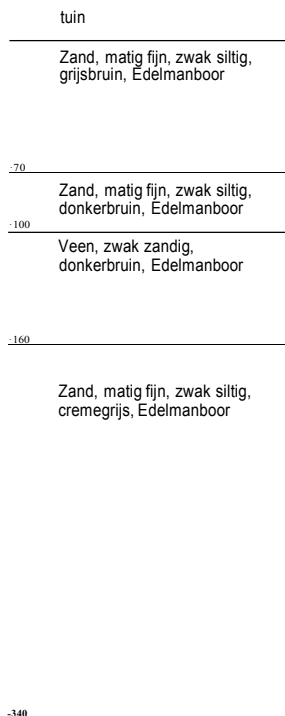 tuin
Zand, matig fijn, zwak siltig,
grijsbruin, Edelmanboor
-70
Zand, matig fijn, zwak siltig,
donkerbruin, Edelmanboor
-100
Veen, zwak zandig,
donkerbruin, Edelmanboor
-160
Zand, matig fijn, zwak siltig,
cremegrijs, Edelmanboor
-340